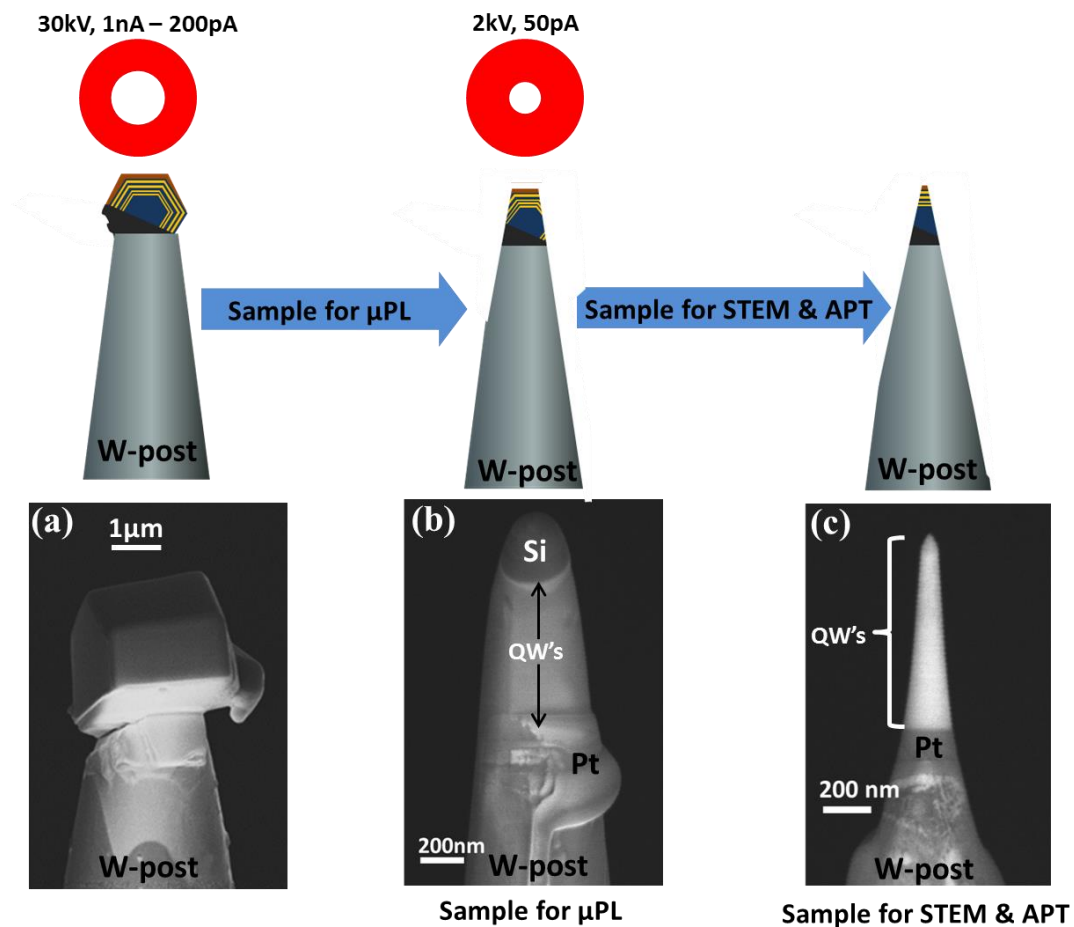 30kV, 1nA – 200pA
2kV, 50pA
Sample for µPL
Sample for STEM & APT
W-post
W-post
W-post
(a)
1µm
W-post
(b)
Si
QW's
Pt
200nm
W-post
Sample for µPL
(c)
QW's
Pt
200 nm
W-post
Sample for STEM & APT